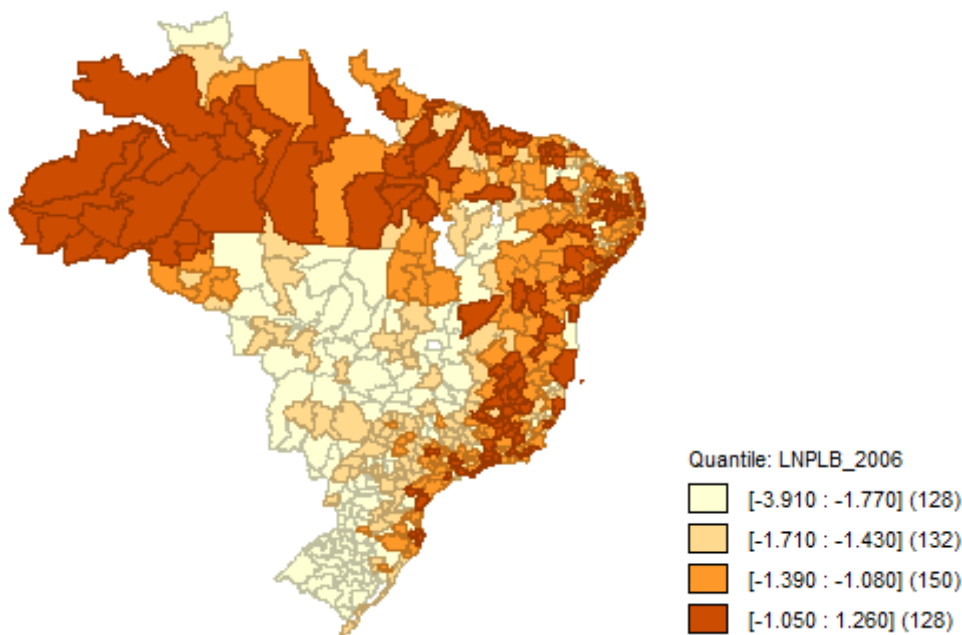 Quantile: LNPLB_2006
[-3.910 : -1.770] (128)
[-1.710 : -1.430] (132)
[-1.390 : -1.080] (150)
[-1.050 : 1.260] (128)